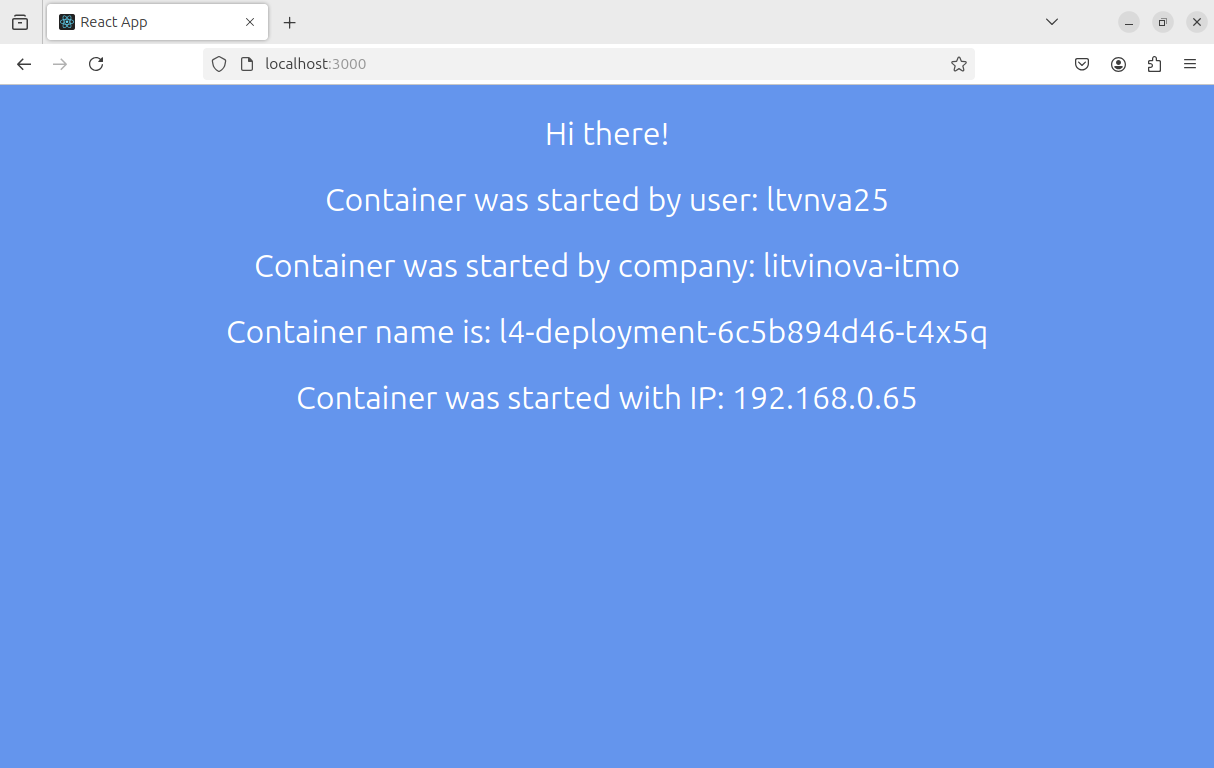 React App
localhost:3000
Hi there!
Container was started by user: ltvnva25
Container was started by company: litvinova-itmo
Container name is: l4-deployment-6c5b894d46-t4x5q
Container was started with IP: 192.168.0.65